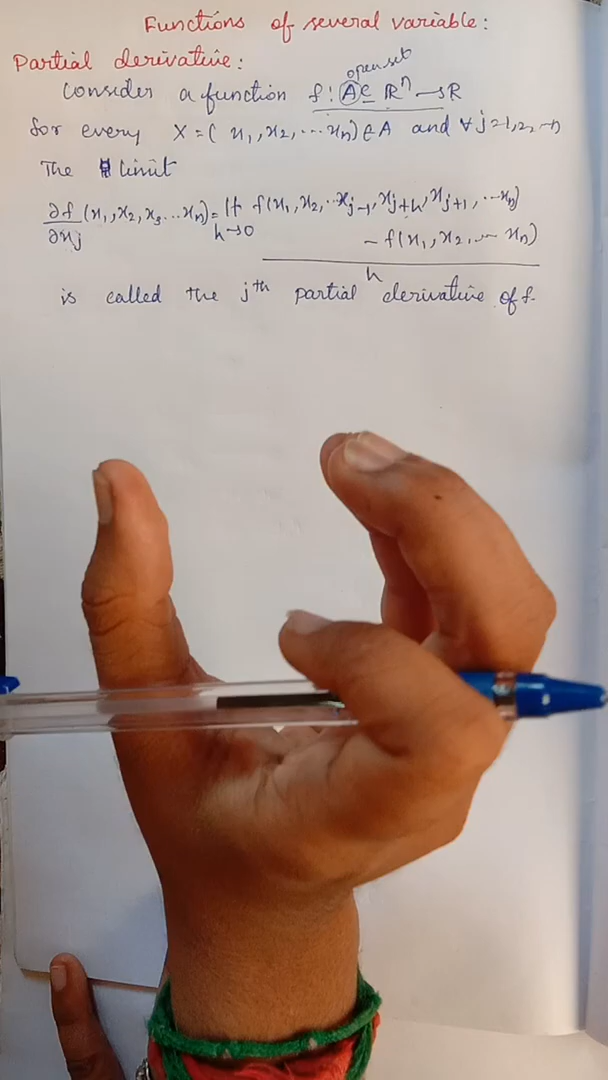 Functions of several variable:
Partial derivative:
open set
Consider a function f: A ⊆ ℝⁿ → ℝ
for every X = (x₁, x₂, ... xₙ) ∈ A and ∀ j=1,2,...n
The limit
∂f/∂xⱼ (x₁, x₂, x₃...xₙ) = lt h→0 f(x₁, x₂, ..xⱼ₋₁, xⱼ+h, xⱼ₊₁, ...xₙ)
- f(x₁, x₂, ... xₙ)
h
is called the jᵗʰ partial derivative of f.